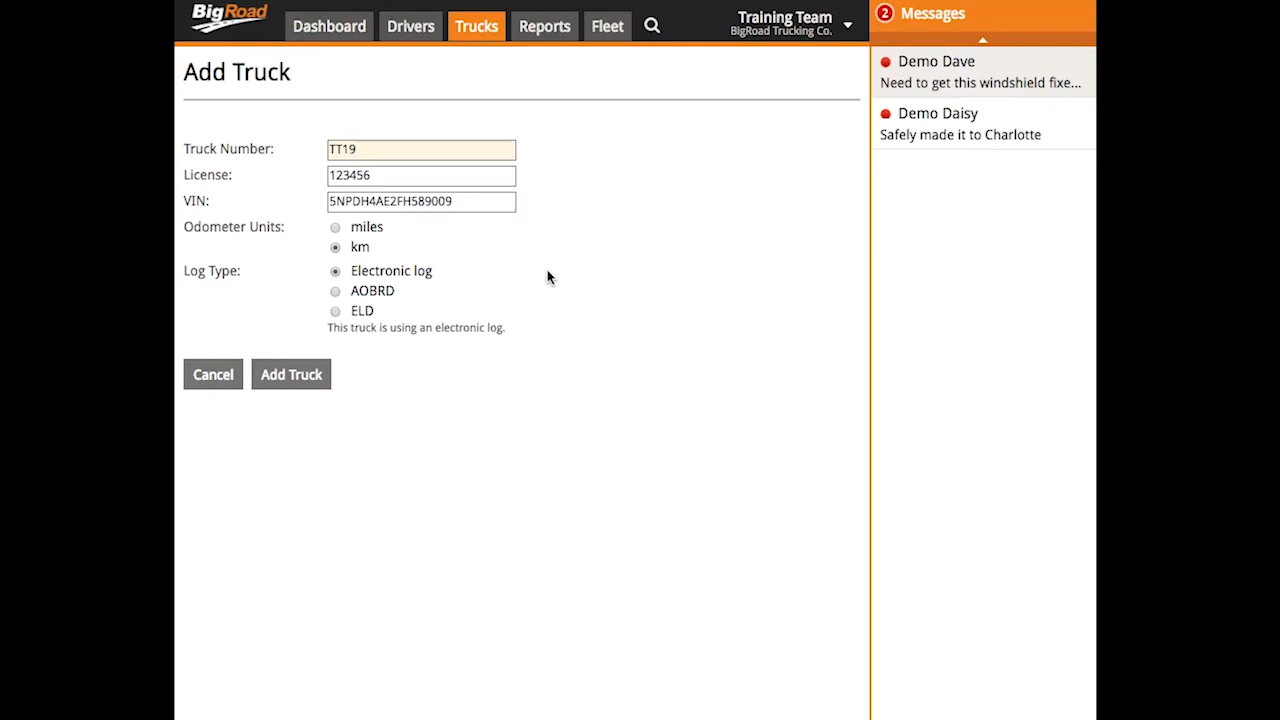 BigRoad
Dashboard
Drivers
Trucks
Reports
Fleet
Training Team
BigRoad Trucking Co.
2 Messages
Add Truck
Truck Number: TT19
License: 123456
VIN: 5NPDH4AE2FH589009
Odometer Units: miles
km
Log Type: Electronic log
AOBRD
ELD
This truck is using an electronic log.
Cancel
Add Truck
Demo Dave
Need to get this windshield fixe...
Demo Daisy
Safely made it to Charlotte